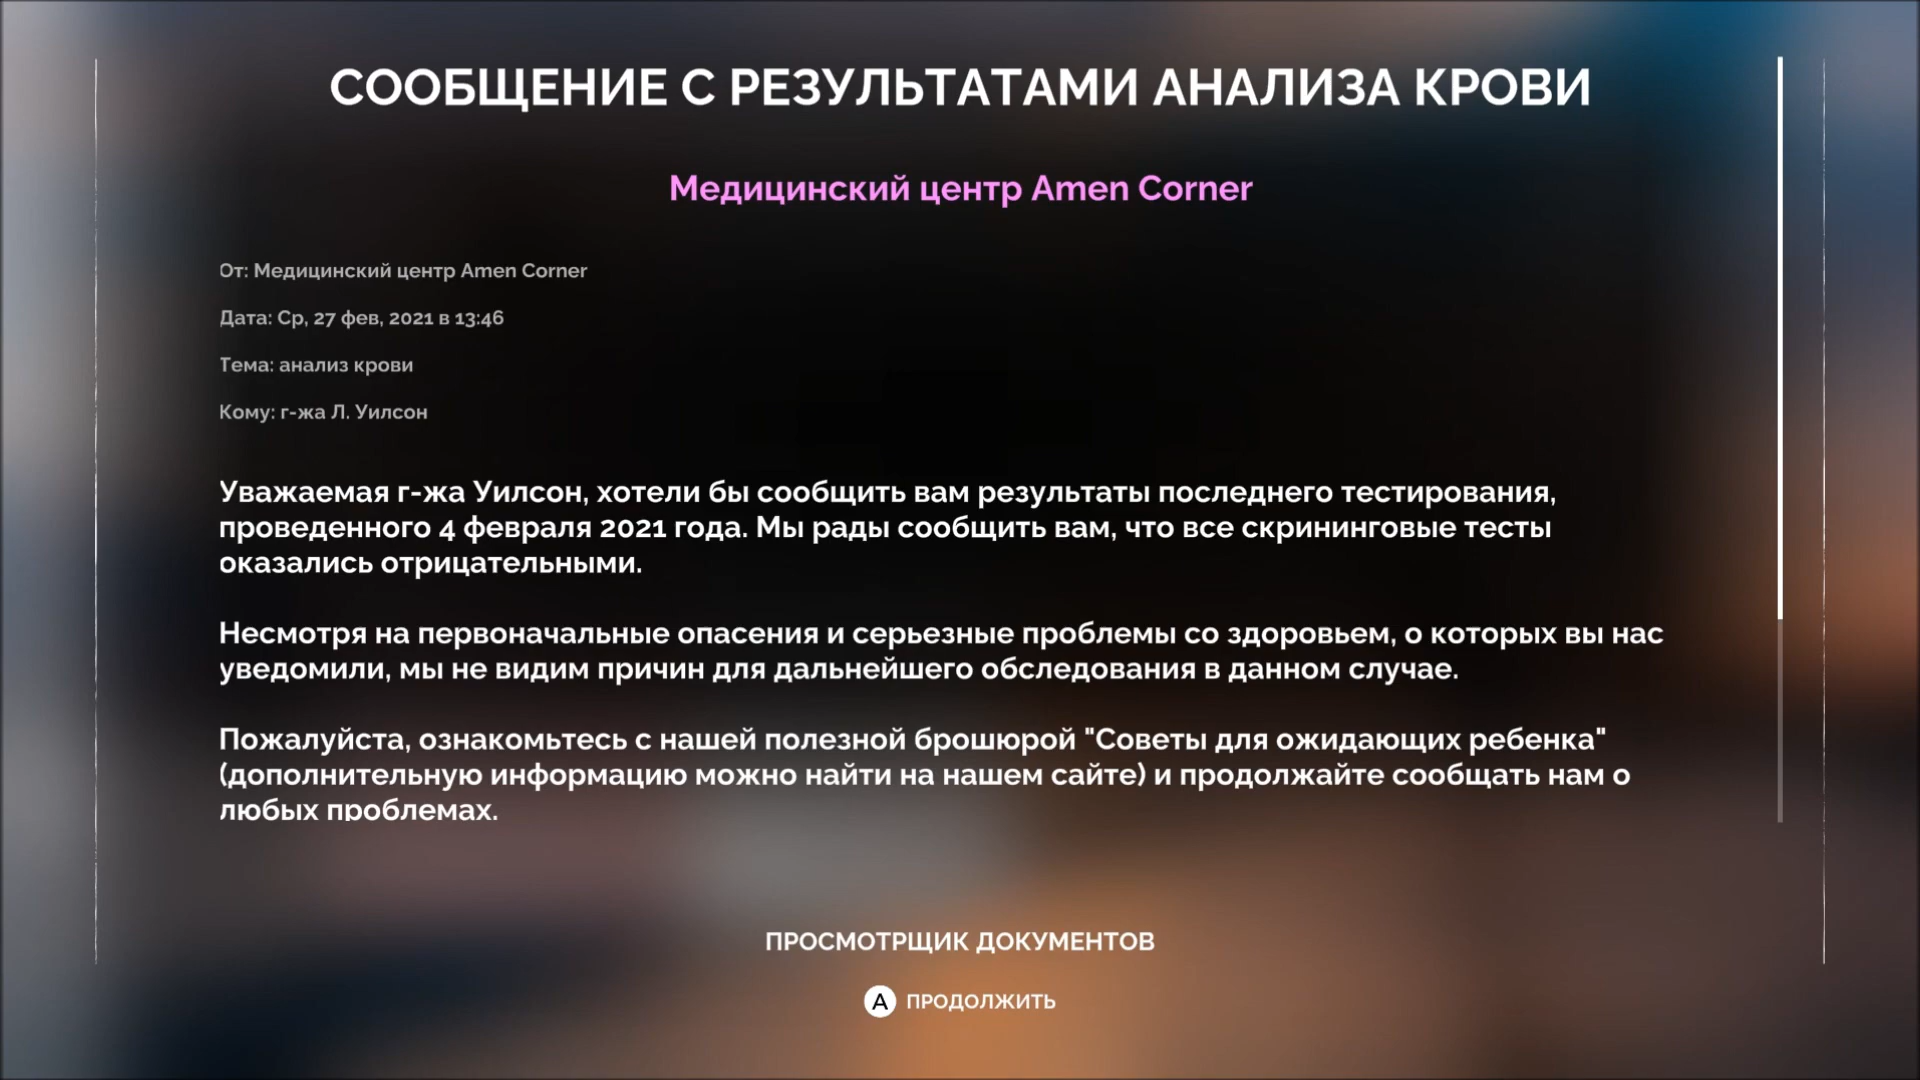 СООБЩЕНИЕ С РЕЗУЛЬТАТАМИ АНАЛИЗА КРОВИ
Медицинский центр Amen Corner
От: Медицинский центр Amen Corner
Дата: Ср, 27 фев, 2021 в 13:46
Тема: анализ крови
Кому: г-жа Л. Уилсон
Уважаемая г-жа Уилсон, хотели бы сообщить вам результаты последнего тестирования,
проведенного 4 февраля 2021 года. Мы рады сообщить вам, что все скрининговые тесты
оказались отрицательными.
Несмотря на первоначальные опасения и серьезные проблемы со здоровьем, о которых вы нас
уведомили, мы не видим причин для дальнейшего обследования в данном случае.
Пожалуйста, ознакомьтесь с нашей полезной брошюрой "Советы для ожидающих ребенка"
(дополнительную информацию можно найти на нашем сайте) и продолжайте сообщать нам о
любых проблемах.
ПРОСМОТРЩИК ДОКУМЕНТОВ
A ПРОДОЛЖИТЬ